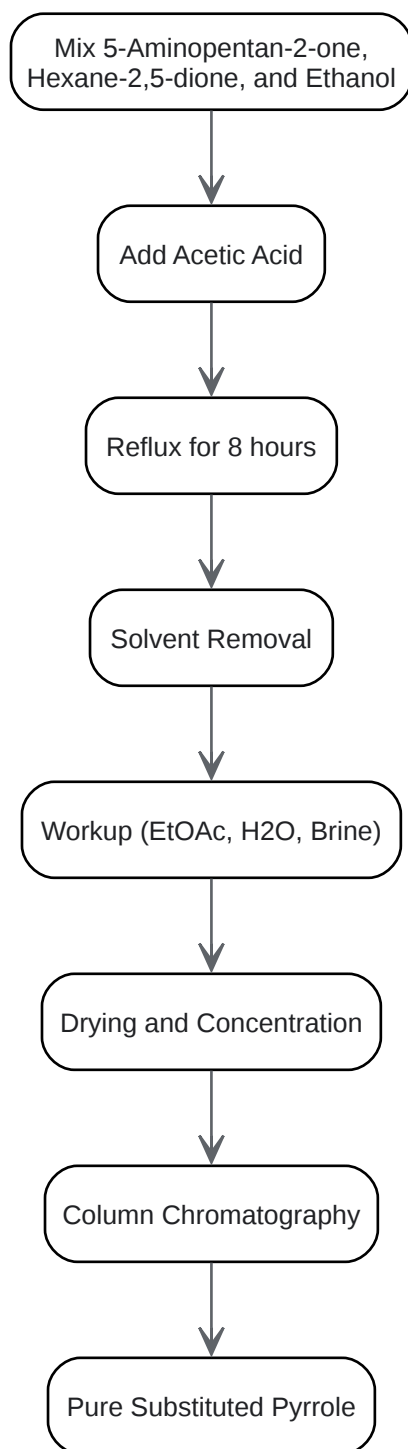 Mix 5-Aminopentan-2-one,
Hexane-2,5-dione, and Ethanol
Add Acetic Acid
Reflux for 8 hours
Solvent Removal
Workup (EtOAc, H2O, Brine)
Drying and Concentration
Column Chromatography
Pure Substituted Pyrrole